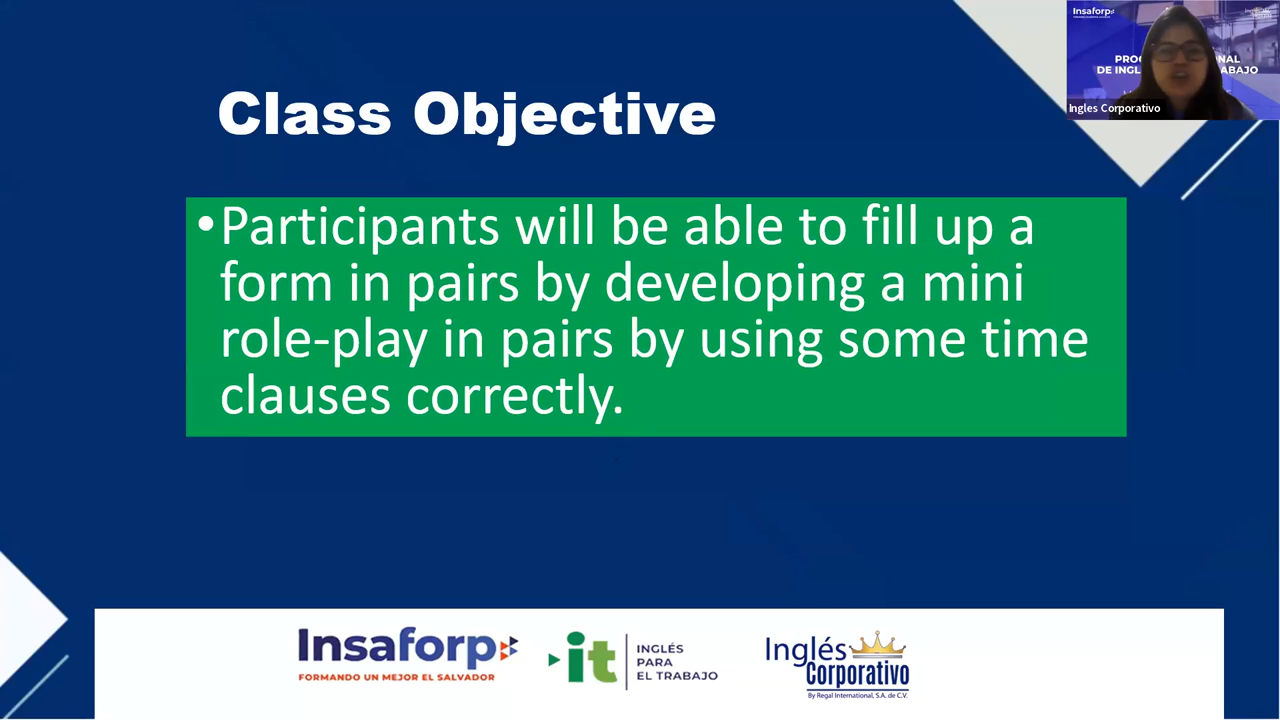 Class Objective
•Participants will be able to fill up a
form in pairs by developing a mini
role-play in pairs by using some time
clauses correctly.
Insaforp
Ingles Corporativo
Insaforp
FORMANDO UN MEJOR EL SALVADOR
it
INGLÉS
PARA
EL TRABAJO
Inglés
Corporativo
By Regal International, S.A. de C.V.